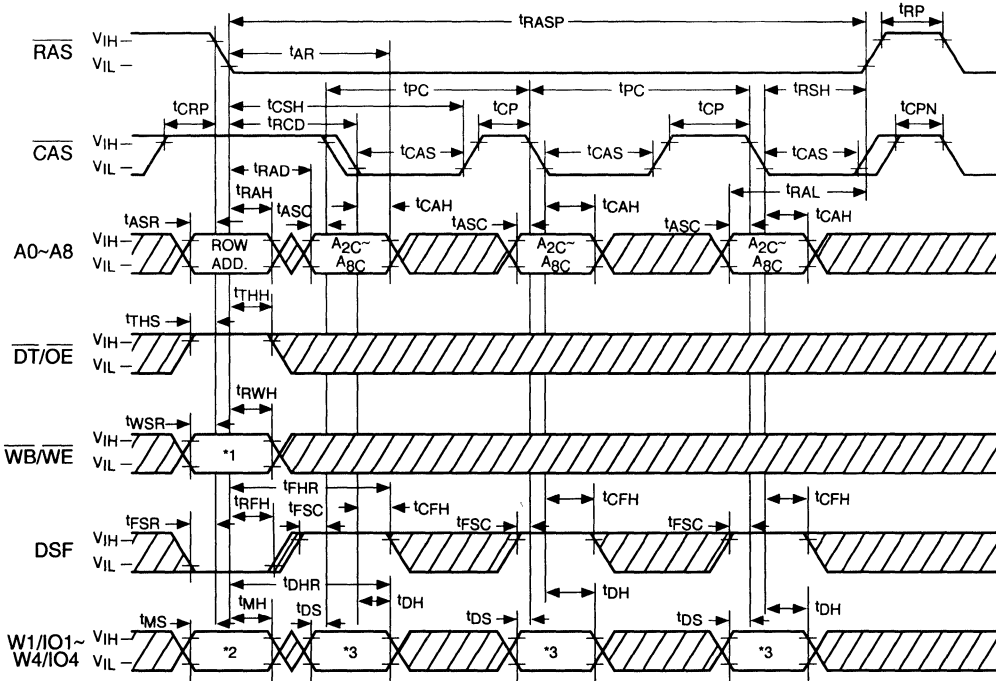 tRASP
tRP
RAS
VIH
VIL
tAR
tPC
tPC
tRSH
tCRP
tCSH
tRCD
tCP
tCP
tCPN
CAS
VIH
VIL
tCAS
tCAS
tCAS
tRAD
tRAH
tRAL
tASR
tASC
tCAH
tASC
tCAH
tASC
tCAH
A0~A8
VIH
VIL
ROW
ADD.
A2C~
A8C
A2C~
A8C
A2C~
A8C
tTHH
tTHS
DT/OE
VIH
VIL
tRWH
tWSR
WB/WE
VIH
VIL
*1
tFHR
tRFH
tFSR
tFSC
tCFH
tFSC
tCFH
tFSC
tCFH
DSF
VIH
VIL
tDHR
tMH
tMS
tDS
tDH
tDS
tDH
tDS
tDH
W1/IO1~
W4/IO4
VIH
VIL
*2
*3
*3
*3